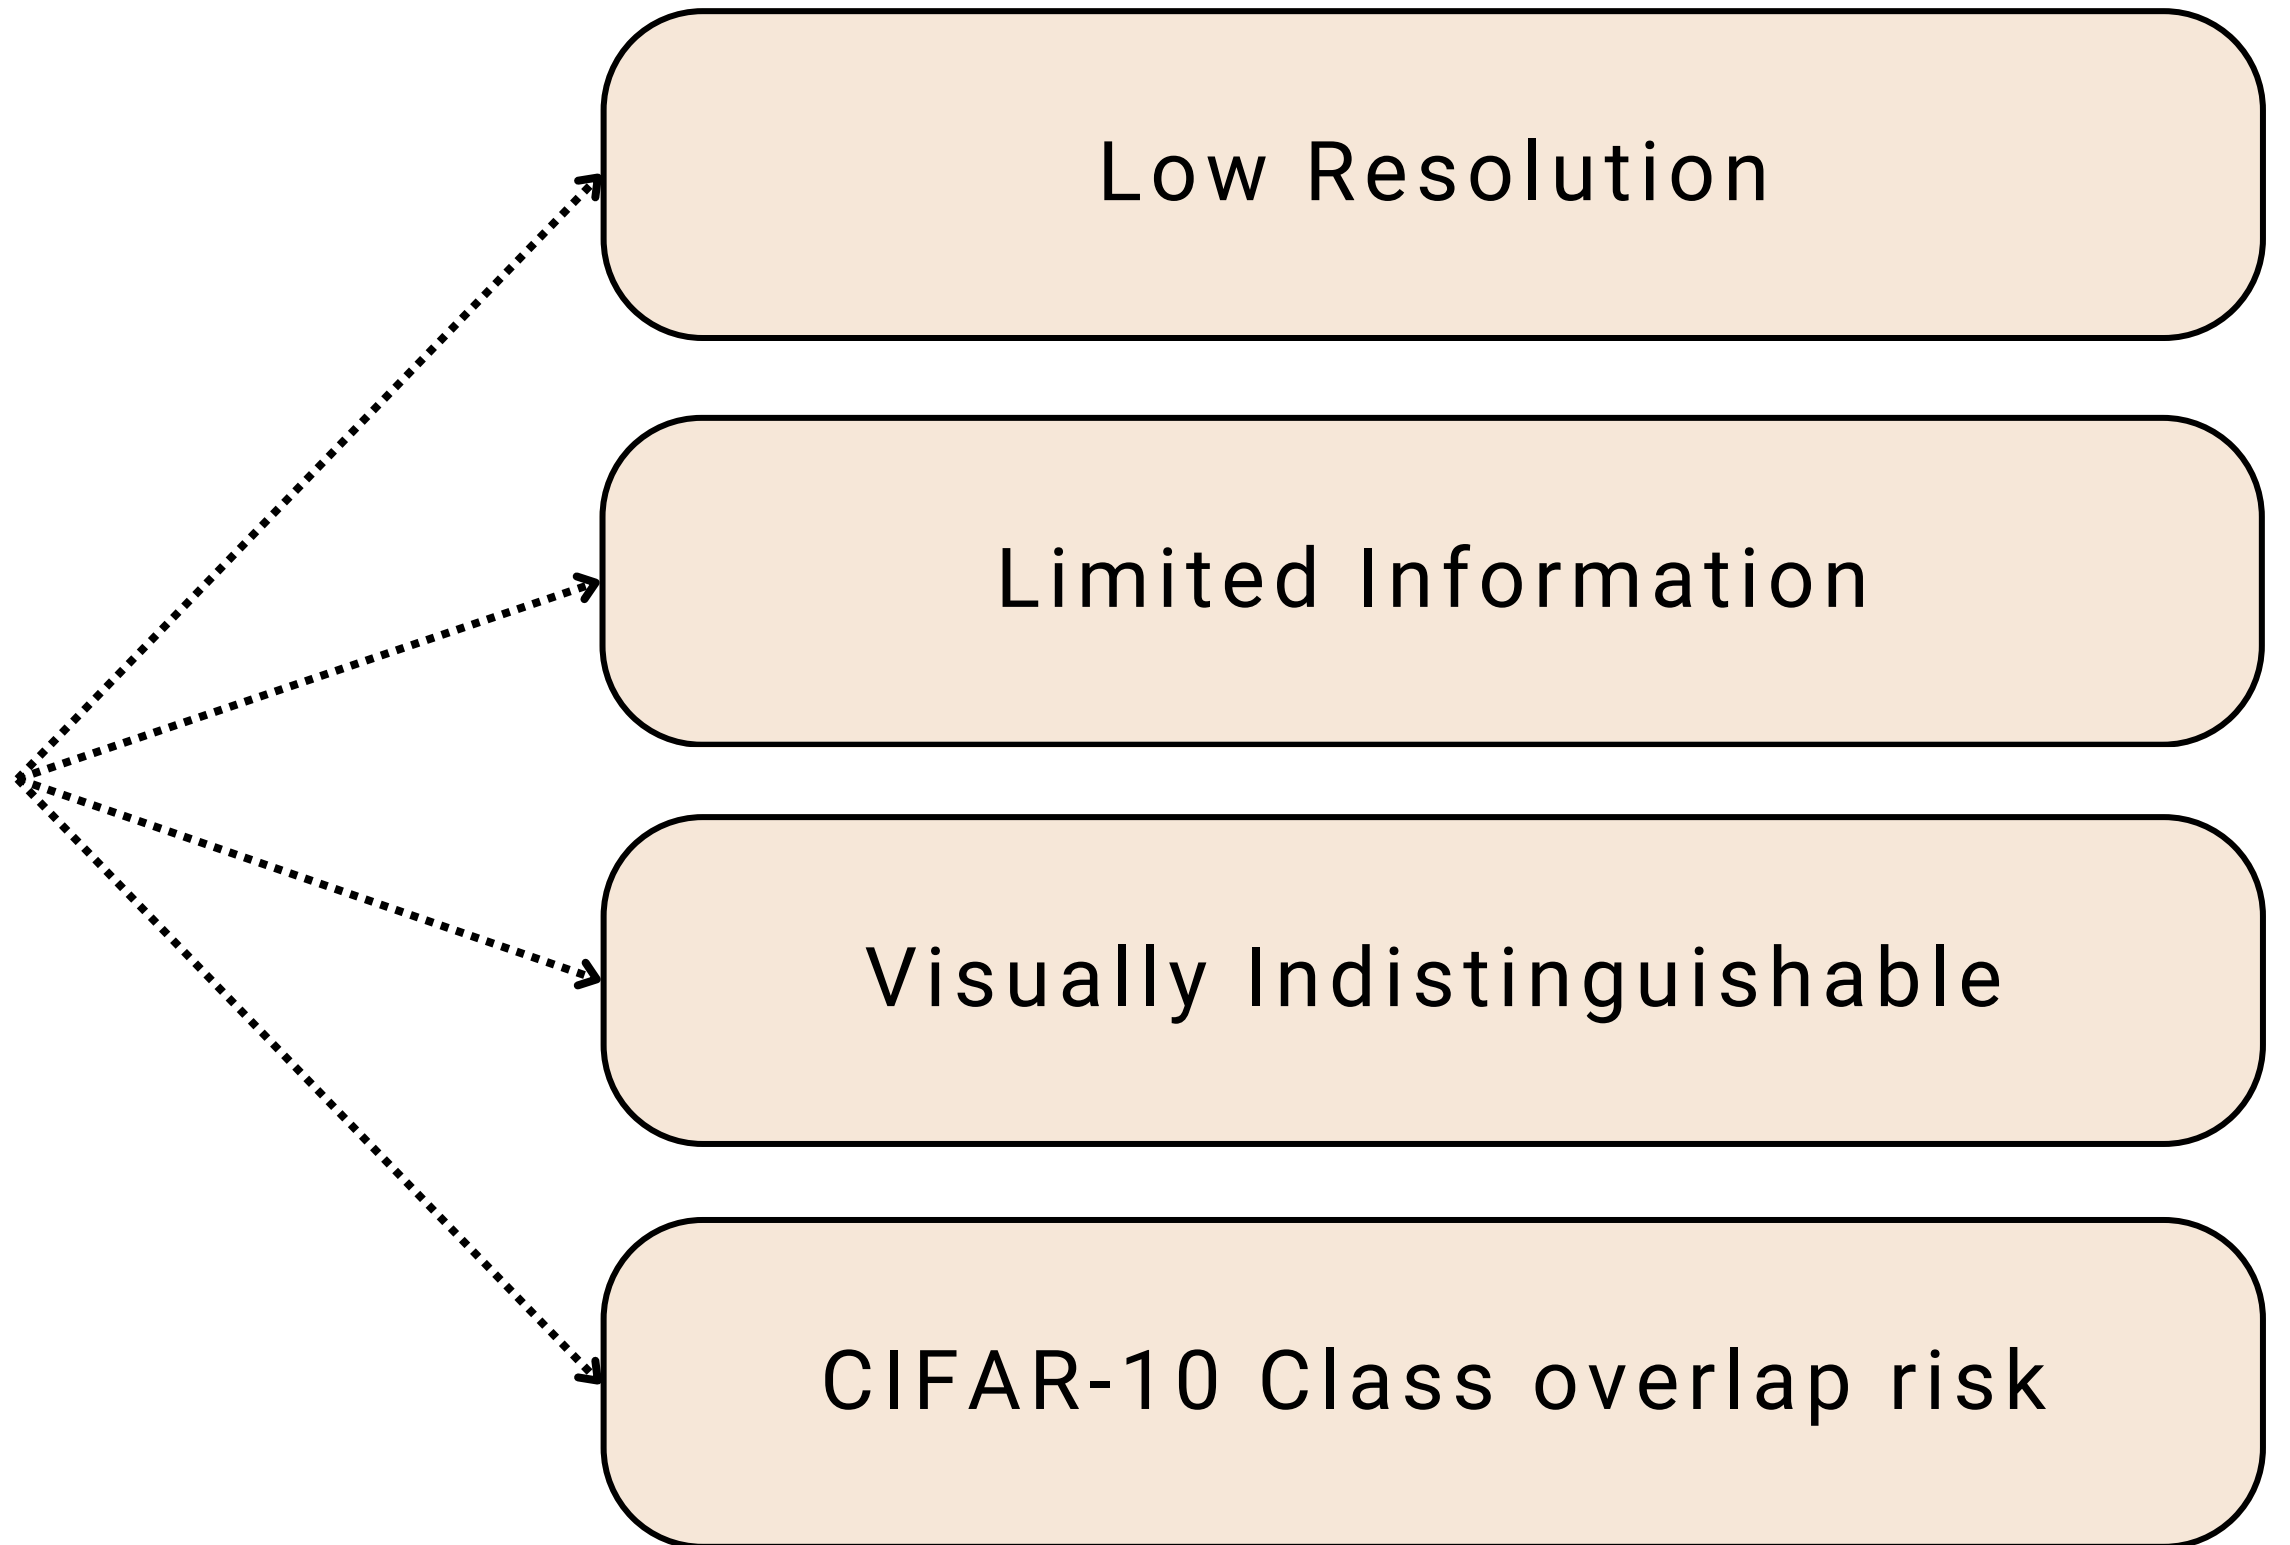 Low Resolution
Limited Information
Visually Indistinguishable
CIFAR-10 Class overlap risk